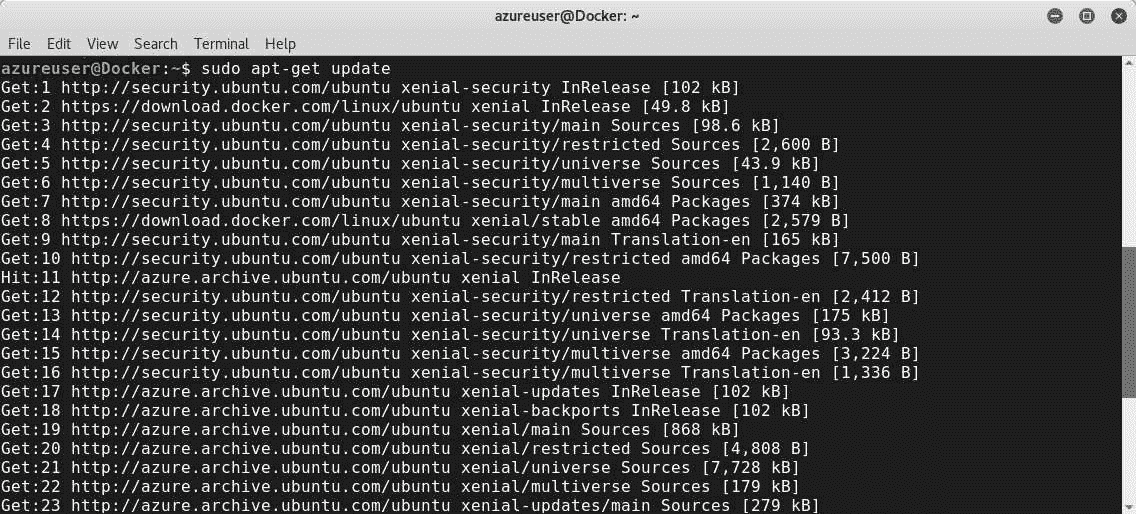 azureuser@Docker: ~
File Edit View Search Terminal Help
azureuser@Docker:~$ sudo apt-get update
Get:1 http://security.ubuntu.com/ubuntu xenial-security InRelease [102 kB]
Get:2 https://download.docker.com/linux/ubuntu xenial InRelease [49.8 kB]
Get:3 http://security.ubuntu.com/ubuntu xenial-security/main Sources [98.6 kB]
Get:4 http://security.ubuntu.com/ubuntu xenial-security/restricted Sources [2,600 B]
Get:5 http://security.ubuntu.com/ubuntu xenial-security/universe Sources [43.9 kB]
Get:6 http://security.ubuntu.com/ubuntu xenial-security/multiverse Sources [1,140 B]
Get:7 http://security.ubuntu.com/ubuntu xenial-security/main amd64 Packages [374 kB]
Get:8 https://download.docker.com/linux/ubuntu xenial/stable amd64 Packages [2,579 B]
Get:9 http://security.ubuntu.com/ubuntu xenial-security/main Translation-en [165 kB]
Get:10 http://security.ubuntu.com/ubuntu xenial-security/restricted amd64 Packages [7,500 B]
Hit:11 http://azure.archive.ubuntu.com/ubuntu xenial InRelease
Get:12 http://security.ubuntu.com/ubuntu xenial-security/restricted Translation-en [2,412 B]
Get:13 http://security.ubuntu.com/ubuntu xenial-security/universe amd64 Packages [175 kB]
Get:14 http://security.ubuntu.com/ubuntu xenial-security/universe Translation-en [93.3 kB]
Get:15 http://security.ubuntu.com/ubuntu xenial-security/multiverse amd64 Packages [3,224 B]
Get:16 http://security.ubuntu.com/ubuntu xenial-security/multiverse Translation-en [1,336 B]
Get:17 http://azure.archive.ubuntu.com/ubuntu xenial-updates InRelease [102 kB]
Get:18 http://azure.archive.ubuntu.com/ubuntu xenial-backports InRelease [102 kB]
Get:19 http://azure.archive.ubuntu.com/ubuntu xenial/main Sources [868 kB]
Get:20 http://azure.archive.ubuntu.com/ubuntu xenial/restricted Sources [4,808 B]
Get:21 http://azure.archive.ubuntu.com/ubuntu xenial/universe Sources [7,728 kB]
Get:22 http://azure.archive.ubuntu.com/ubuntu xenial/multiverse Sources [179 kB]
Get:23 http://azure.archive.ubuntu.com/ubuntu xenial-updates/main Sources [279 kB]